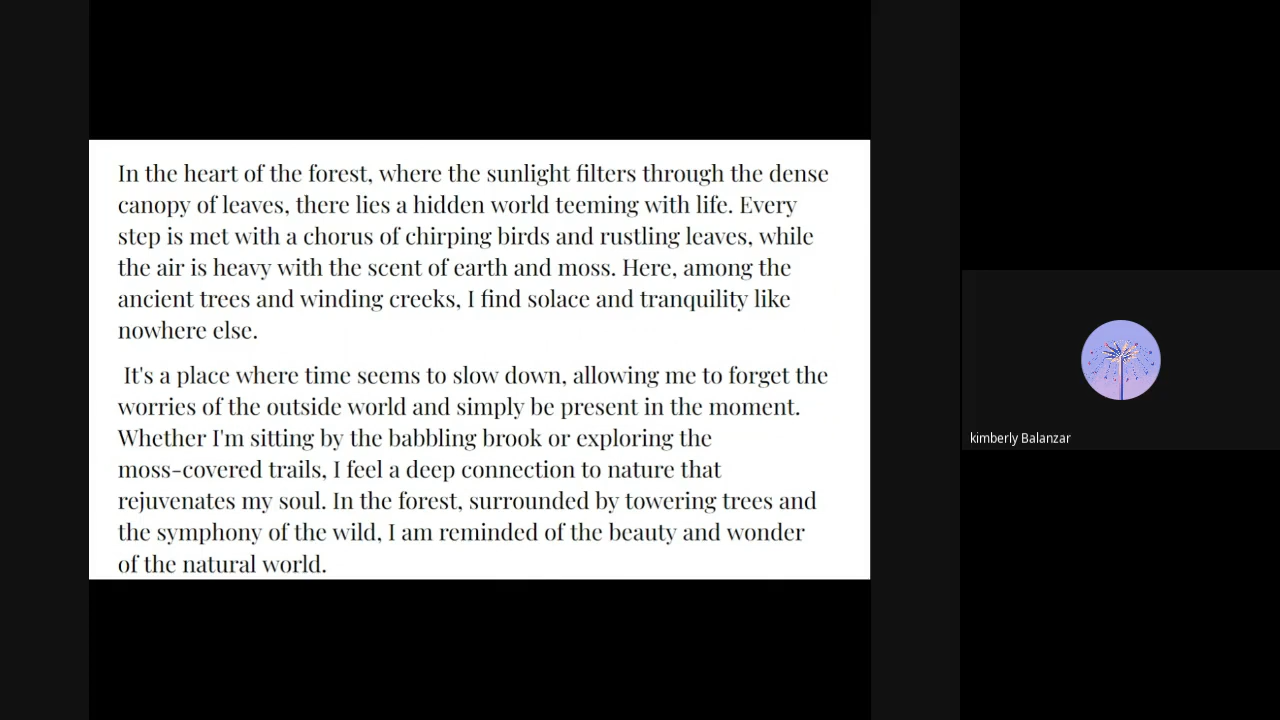 In the heart of the forest, where the sunlight filters through the dense
canopy of leaves, there lies a hidden world teeming with life. Every
step is met with a chorus of chirping birds and rustling leaves, while
the air is heavy with the scent of earth and moss. Here, among the
ancient trees and winding creeks, I find solace and tranquility like
nowhere else.
It's a place where time seems to slow down, allowing me to forget the
worries of the outside world and simply be present in the moment.
Whether I'm sitting by the babbling brook or exploring the
moss-covered trails, I feel a deep connection to nature that
rejuvenates my soul. In the forest, surrounded by towering trees and
the symphony of the wild, I am reminded of the beauty and wonder
of the natural world.
kimberly Balanzar